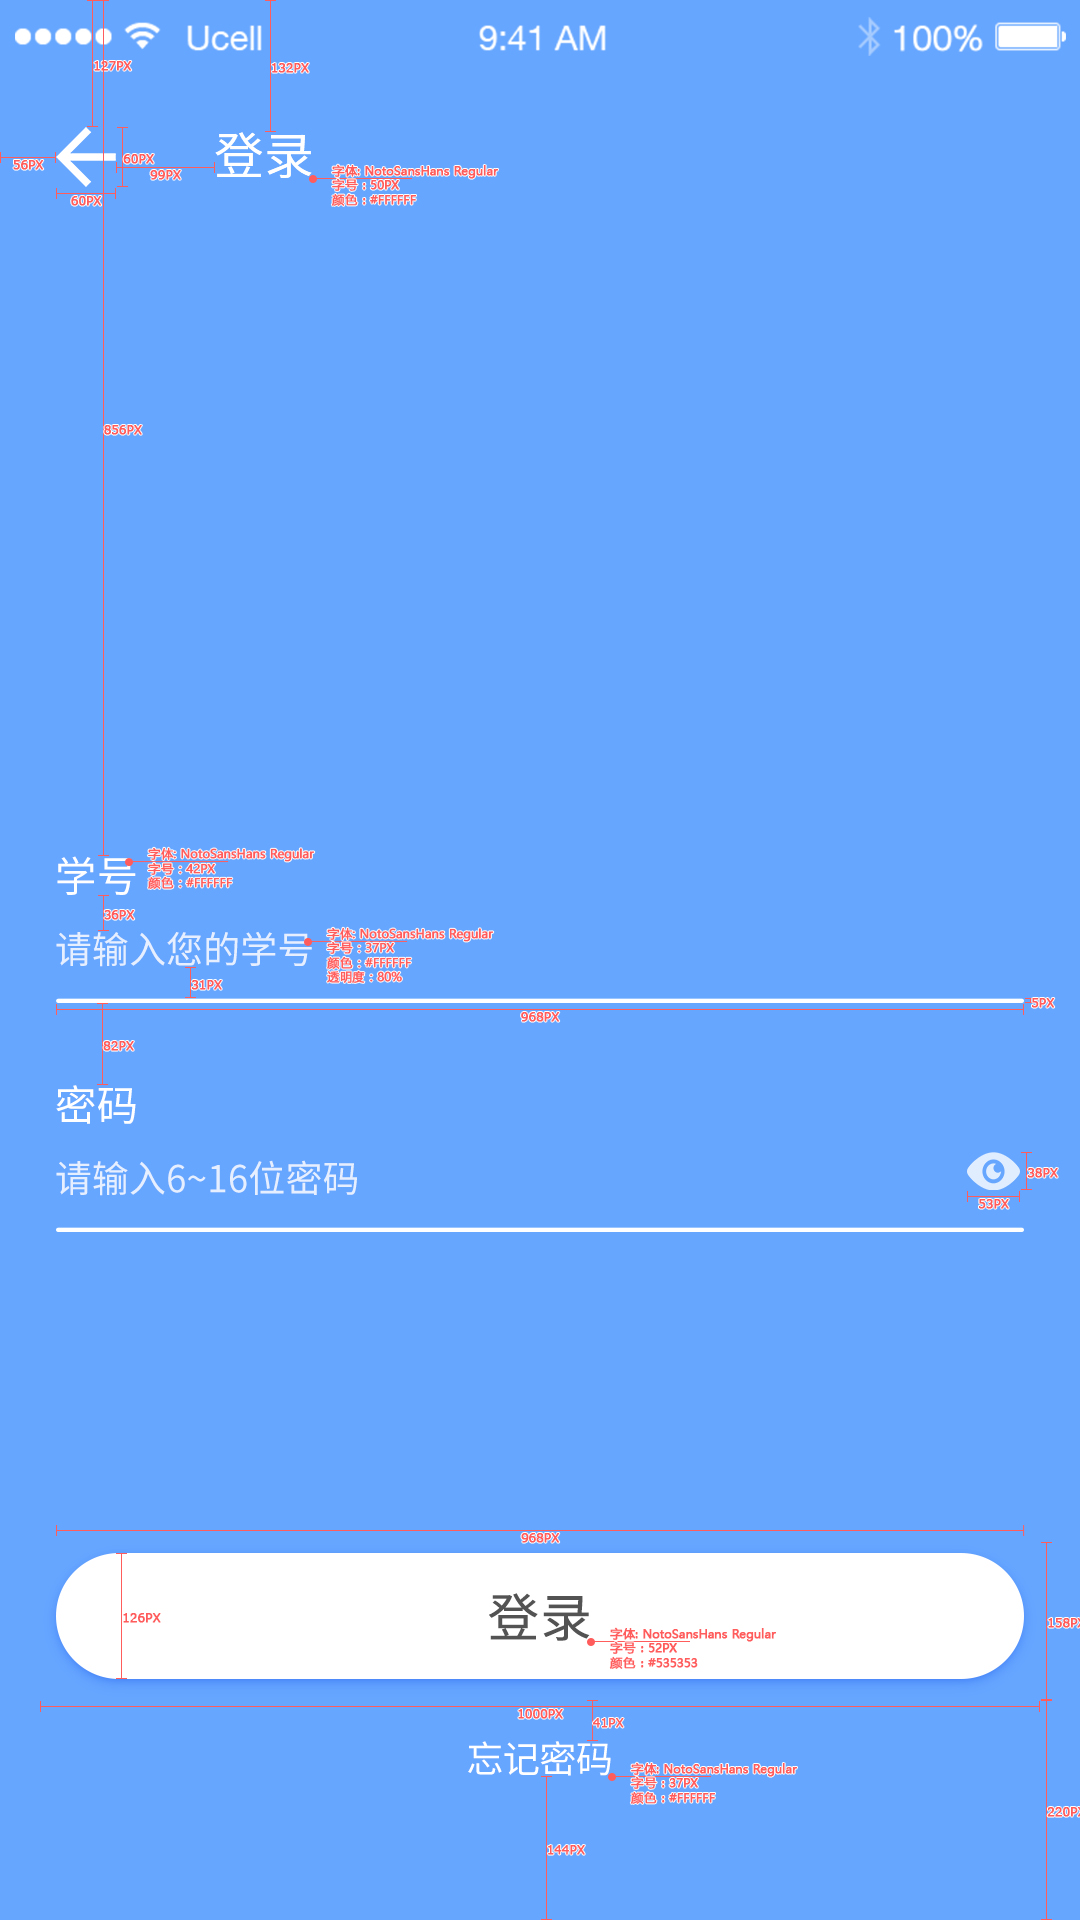 Ucell 9:41 AM 100%
127PX
132PX
登录
56PX
60PX
99PX
60PX
字体: NotoSansHans Regular
字号：50PX
颜色：#FFFFFF
856PX
学号
字体: NotoSansHans Regular
字号：42PX
颜色：#FFFFFF
36PX
请输入您的学号
字体: NotoSansHans Regular
字号：37PX
颜色：#FFFFFF
透明度：80%
31PX
5PX
968PX
82PX
密码
请输入6~16位密码
38PX
53PX
968PX
126PX
登录
158PX
字体: NotoSansHans Regular
字号：52PX
颜色：#535353
1000PX
41PX
忘记密码
字体: NotoSansHans Regular
字号：37PX
颜色：#FFFFFF
220PX
144PX